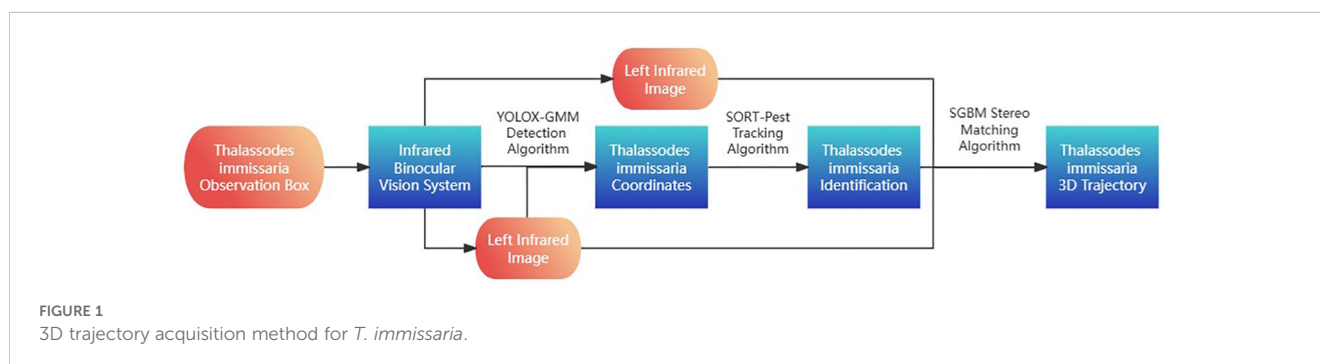 Left Infrared
Image
YOLOX-GMM
Detection
Algorithm
SORT-Pest
Tracking
Algorithm
SGBM Stereo
Matching
Algorithm
Thalassodes
immissaria
Observation Box
Infrared
Binocular
Vision System
Thalassodes
immissaria
Coordinates
Thalassodes
immissaria
Identification
Thalassodes
immissaria
3D Trajectory
Left Infrared
Image
FIGURE 1
3D trajectory acquisition method for T. immissaria.